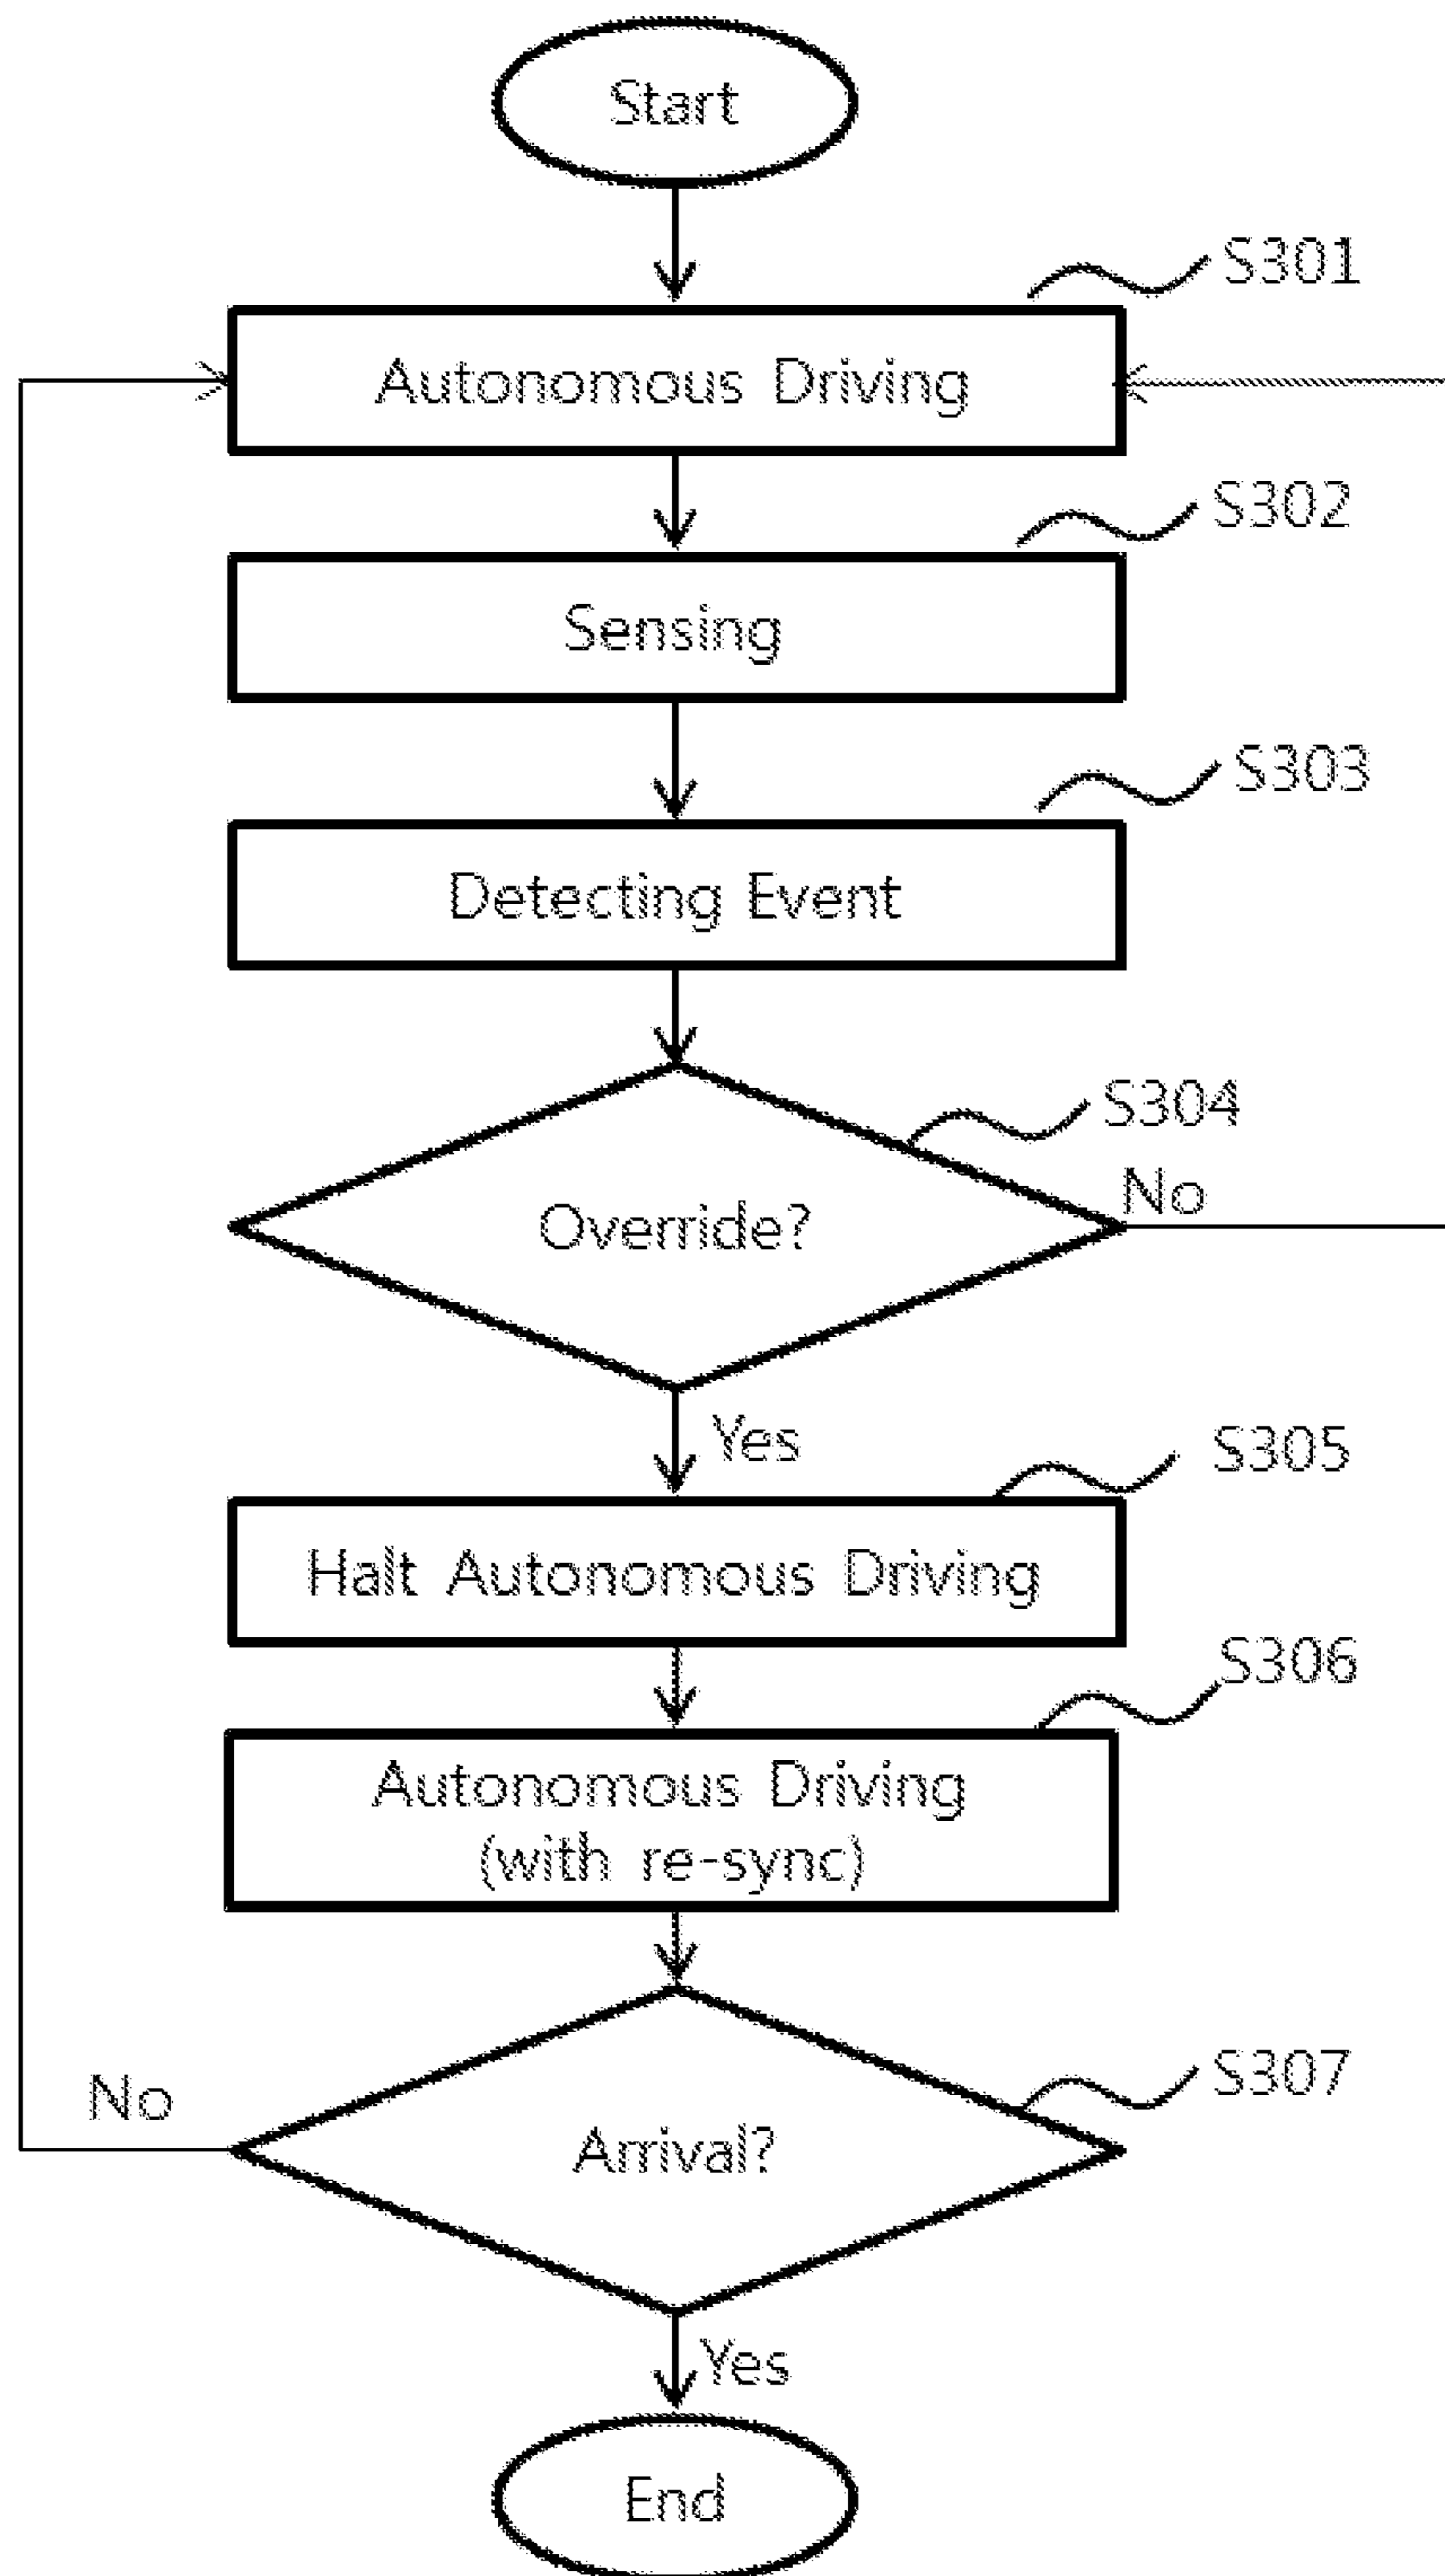 Start
S301
Autonomous Driving
S302
Sensing
S303
Detecting Event
S304
Override?
No
Yes
S305
Halt Autonomous Driving
S306
Autonomous Driving
(with re-sync)
S307
No
Arrival?
Yes
End